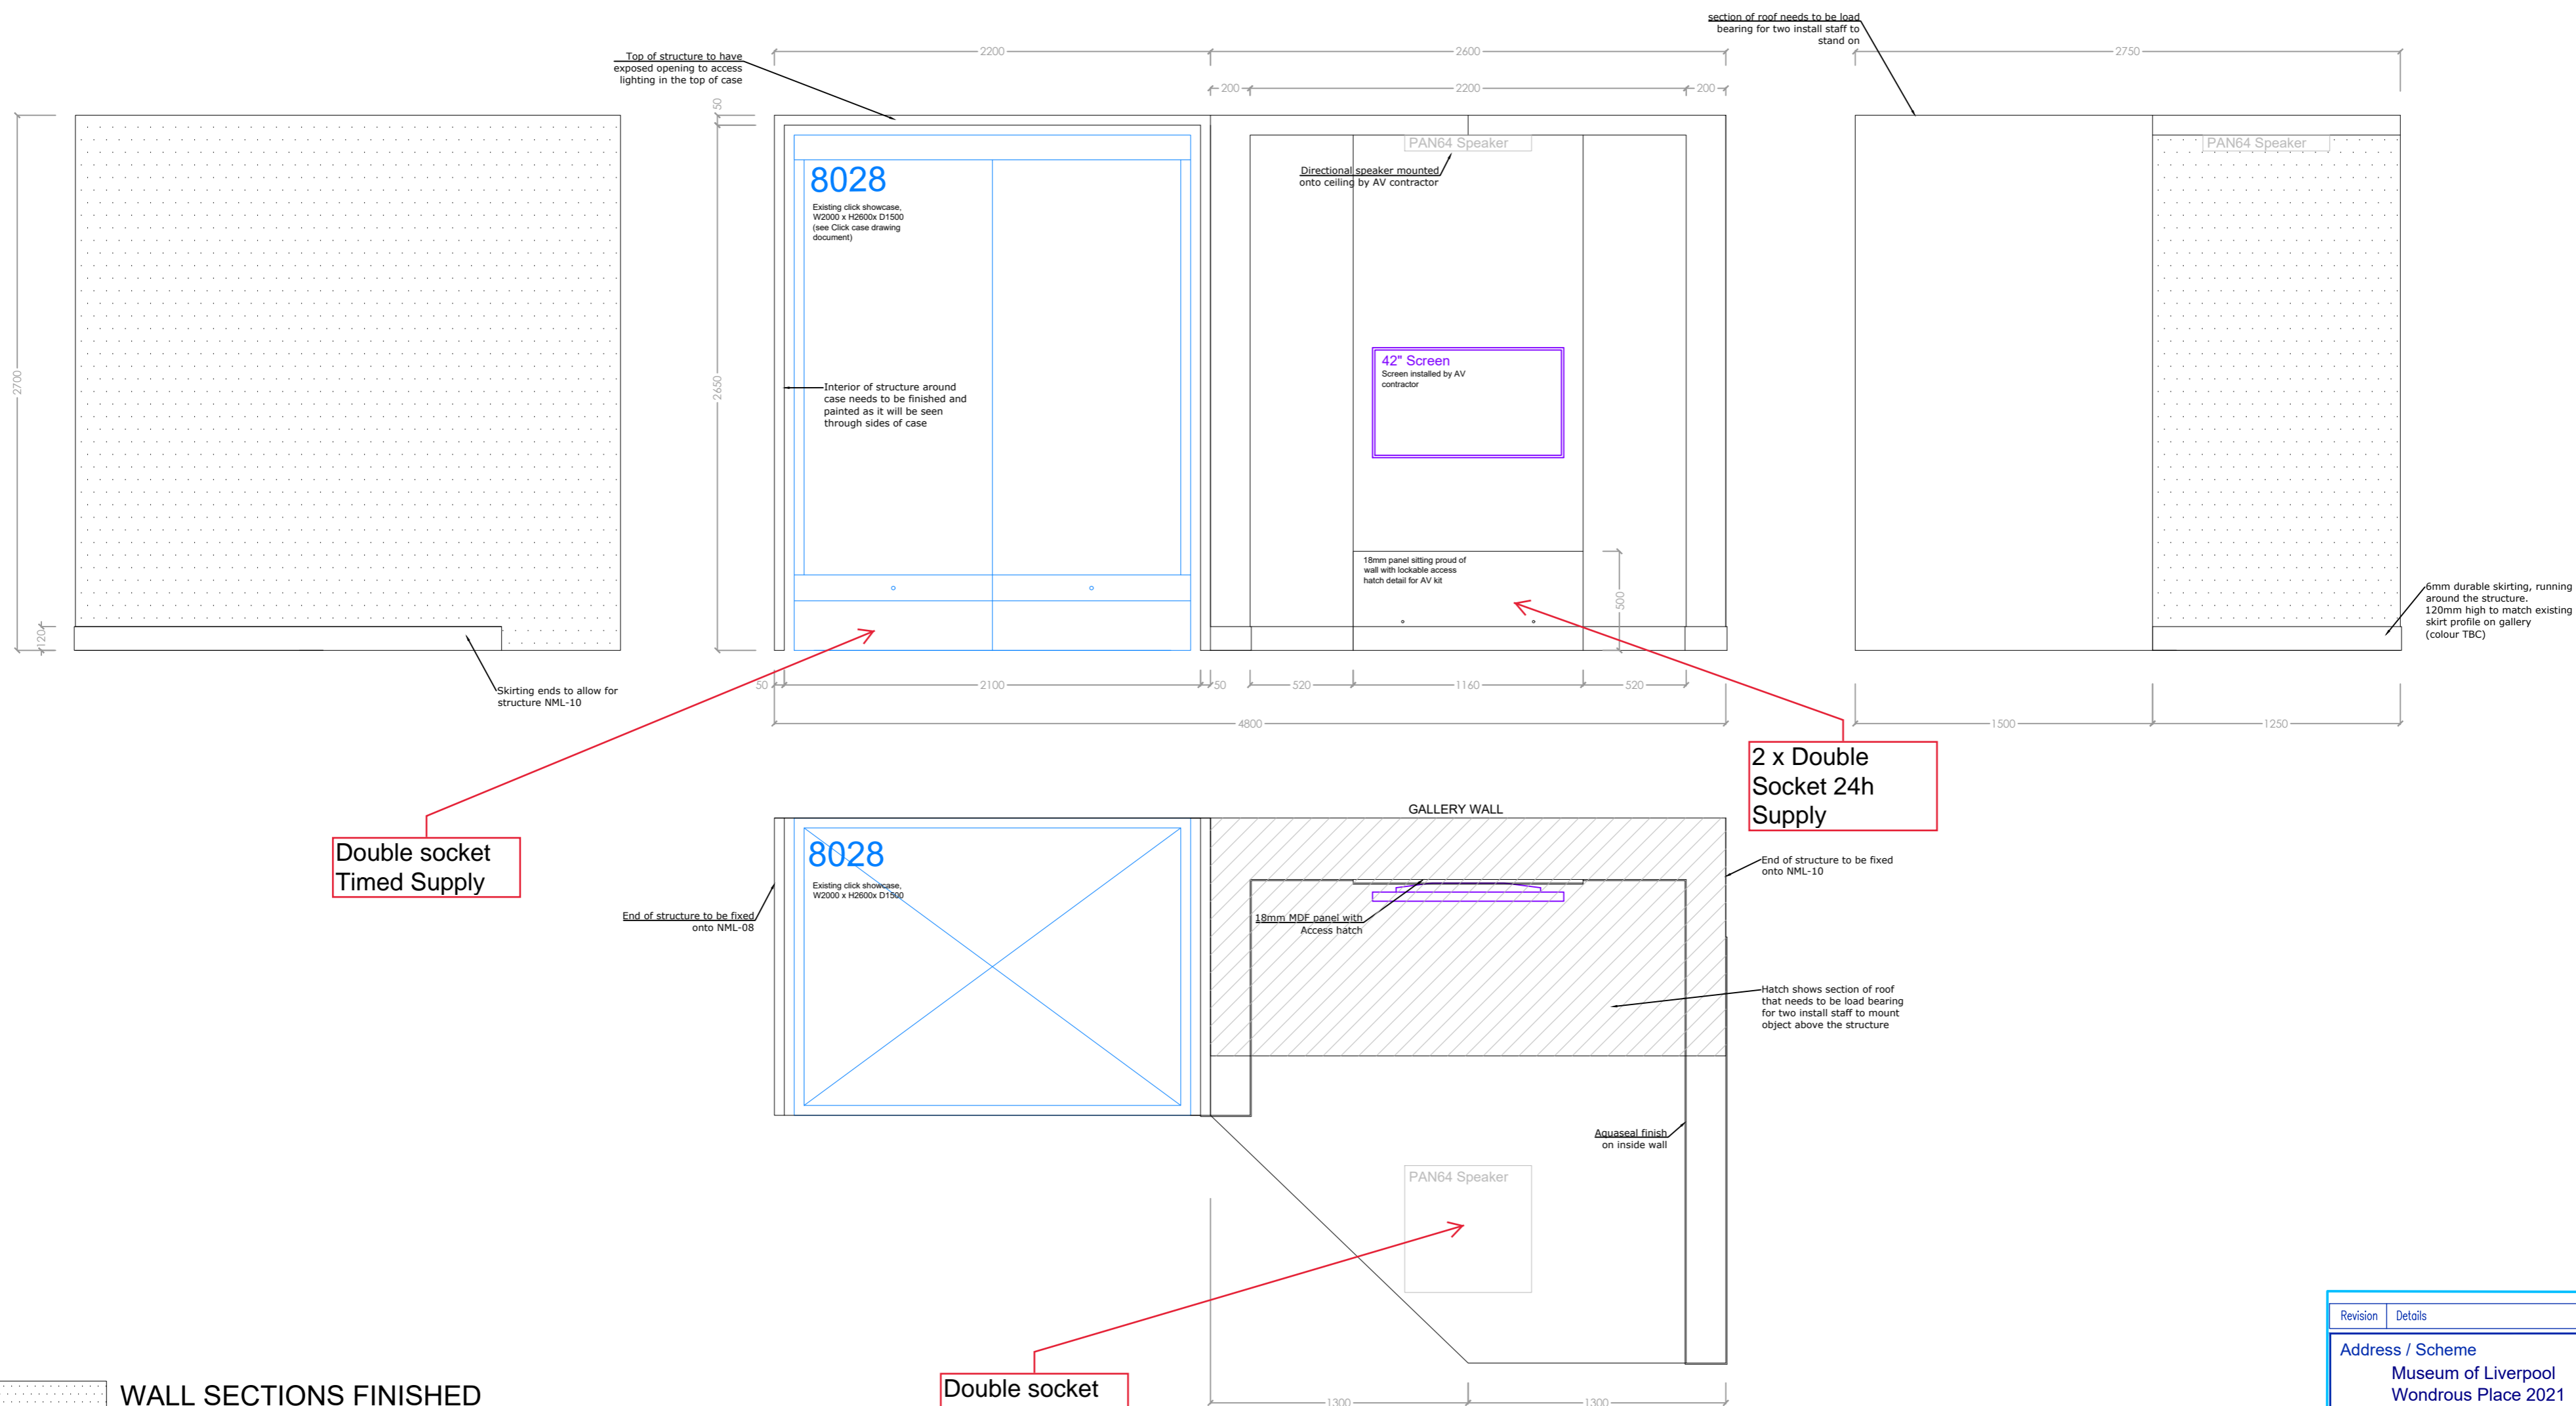 section of roof needs to be load
bearing for two install staff to
stand on
2200
2600
2750
Top of structure to have
exposed opening to access
lighting in the top of case
200
2200
200
50
PAN64 Speaker
PAN64 Speaker
Directional speaker mounted
onto ceiling by AV contractor
8028
Existing click showcase,
W2000 x H2600x D1500
(see Click case drawing
document)
2700
2650
42" Screen
Screen installed by AV
contractor
Interior of structure around
case needs to be finished and
painted as it will be seen
through sides of case
18mm panel sitting proud of
wall with lockable access
hatch detail for AV kit
500
6mm durable skirting, running
around the structure.
120mm high to match existing
skirt profile on gallery
(colour TBC)
120
Skirting ends to allow for
structure NML-10
50
2100
50
520
1160
520
4800
1500
1250
2 x Double
Socket 24h
Supply
GALLERY WALL
Double socket
Timed Supply
8028
Existing click showcase,
W2000 x H2600x D1500
End of structure to be fixed
onto NML-10
End of structure to be fixed
onto NML-08
18mm MDF panel with
Access hatch
Hatch shows section of roof
that needs to be load bearing
for two install staff to mount
object above the structure
Aquaseal finish
on inside wall
PAN64 Speaker
Revision Details
Address / Scheme
Museum of Liverpool
Wondrous Place 2021
WALL SECTIONS FINISHED
Double socket
1300
1300